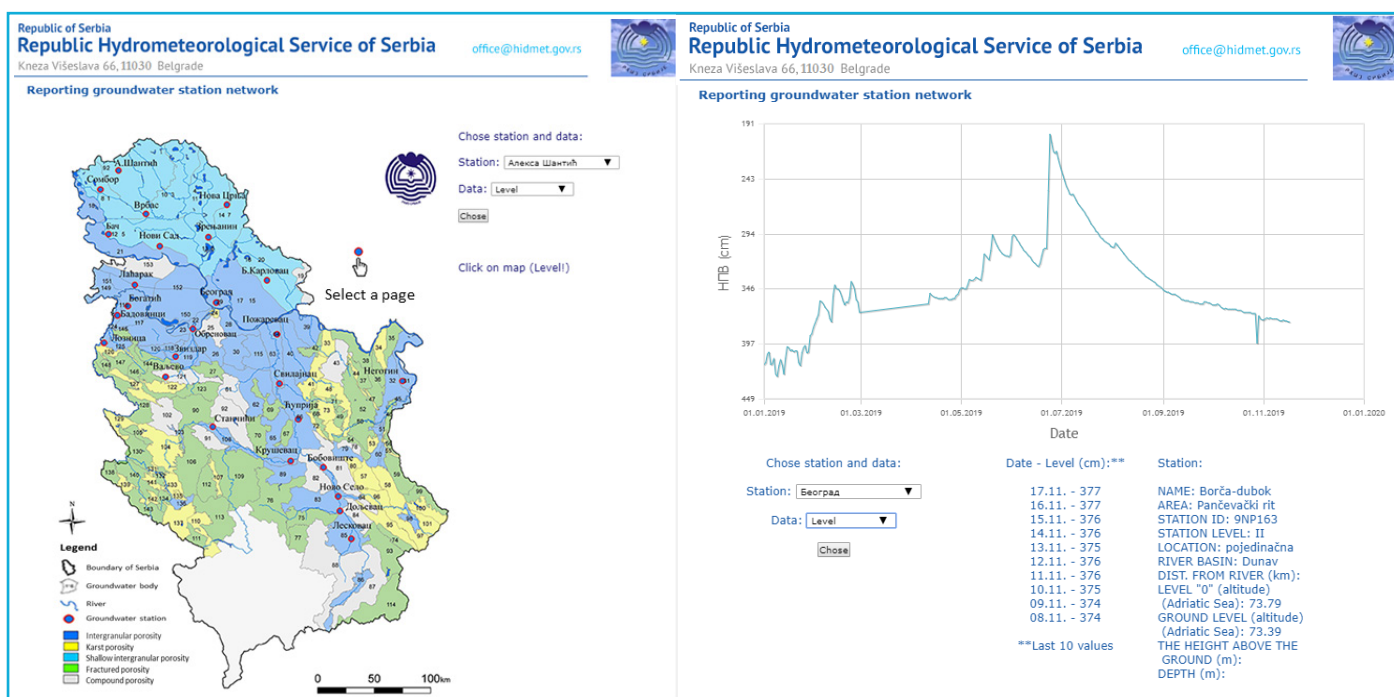 Republic of Serbia
Republic Hydrometeorological Service of Serbia
office@hidmet.gov.rs
Kneza Višeslava 66, 11030 Belgrade
Reporting groundwater station network
Chose station and data:
Station: Алекса Шантић
Data: Level
Chose
Click on map (Level!)
Select a page
А.Шантић
Сомбор
Нова Црња
Врбас
Бач
Зрењанин
Нови Сад
Б.Карловац
Лаћарак
Богатић
Београд
Бадовинци
Пожаревац
Обреновац
Лозница
Звиздар
Ваљево
Свилајнац
Неготин
Ћуприја
Станчићи
Крушевац
Бобовиште
Ново Село
Дољевац
Лесковац
N
Legend
Boundary of Serbia
Groundwater body
River
Groundwater station
Intergranular porosity
Karst porosity
Shallow intergranular porosity
Fractured porosity
Compound porosity
0 50 100km
Republic of Serbia
Republic Hydrometeorological Service of Serbia
office@hidmet.gov.rs
Kneza Višeslava 66, 11030 Belgrade
Reporting groundwater station network
НПВ (cm)
191
243
294
346
397
449
01.01.2019 01.03.2019 01.05.2019 01.07.2019 01.09.2019 01.11.2019 01.01.2020
Date
Chose station and data:
Station: Београд
Data: Level
Chose
Date - Level (cm):**
17.11. - 377
16.11. - 377
15.11. - 376
14.11. - 376
13.11. - 375
12.11. - 376
11.11. - 376
10.11. - 375
09.11. - 374
08.11. - 374
**Last 10 values
Station:
NAME: Borča-dubok
AREA: Pančevački rit
STATION ID: 9NP163
STATION LEVEL: II
LOCATION: pojedinačna
RIVER BASIN: Dunav
DIST. FROM RIVER (km):
LEVEL "0" (altitude)
(Adriatic Sea): 73.79
GROUND LEVEL (altitude)
(Adriatic Sea): 73.39
THE HEIGHT ABOVE THE
GROUND (m):
DEPTH (m):